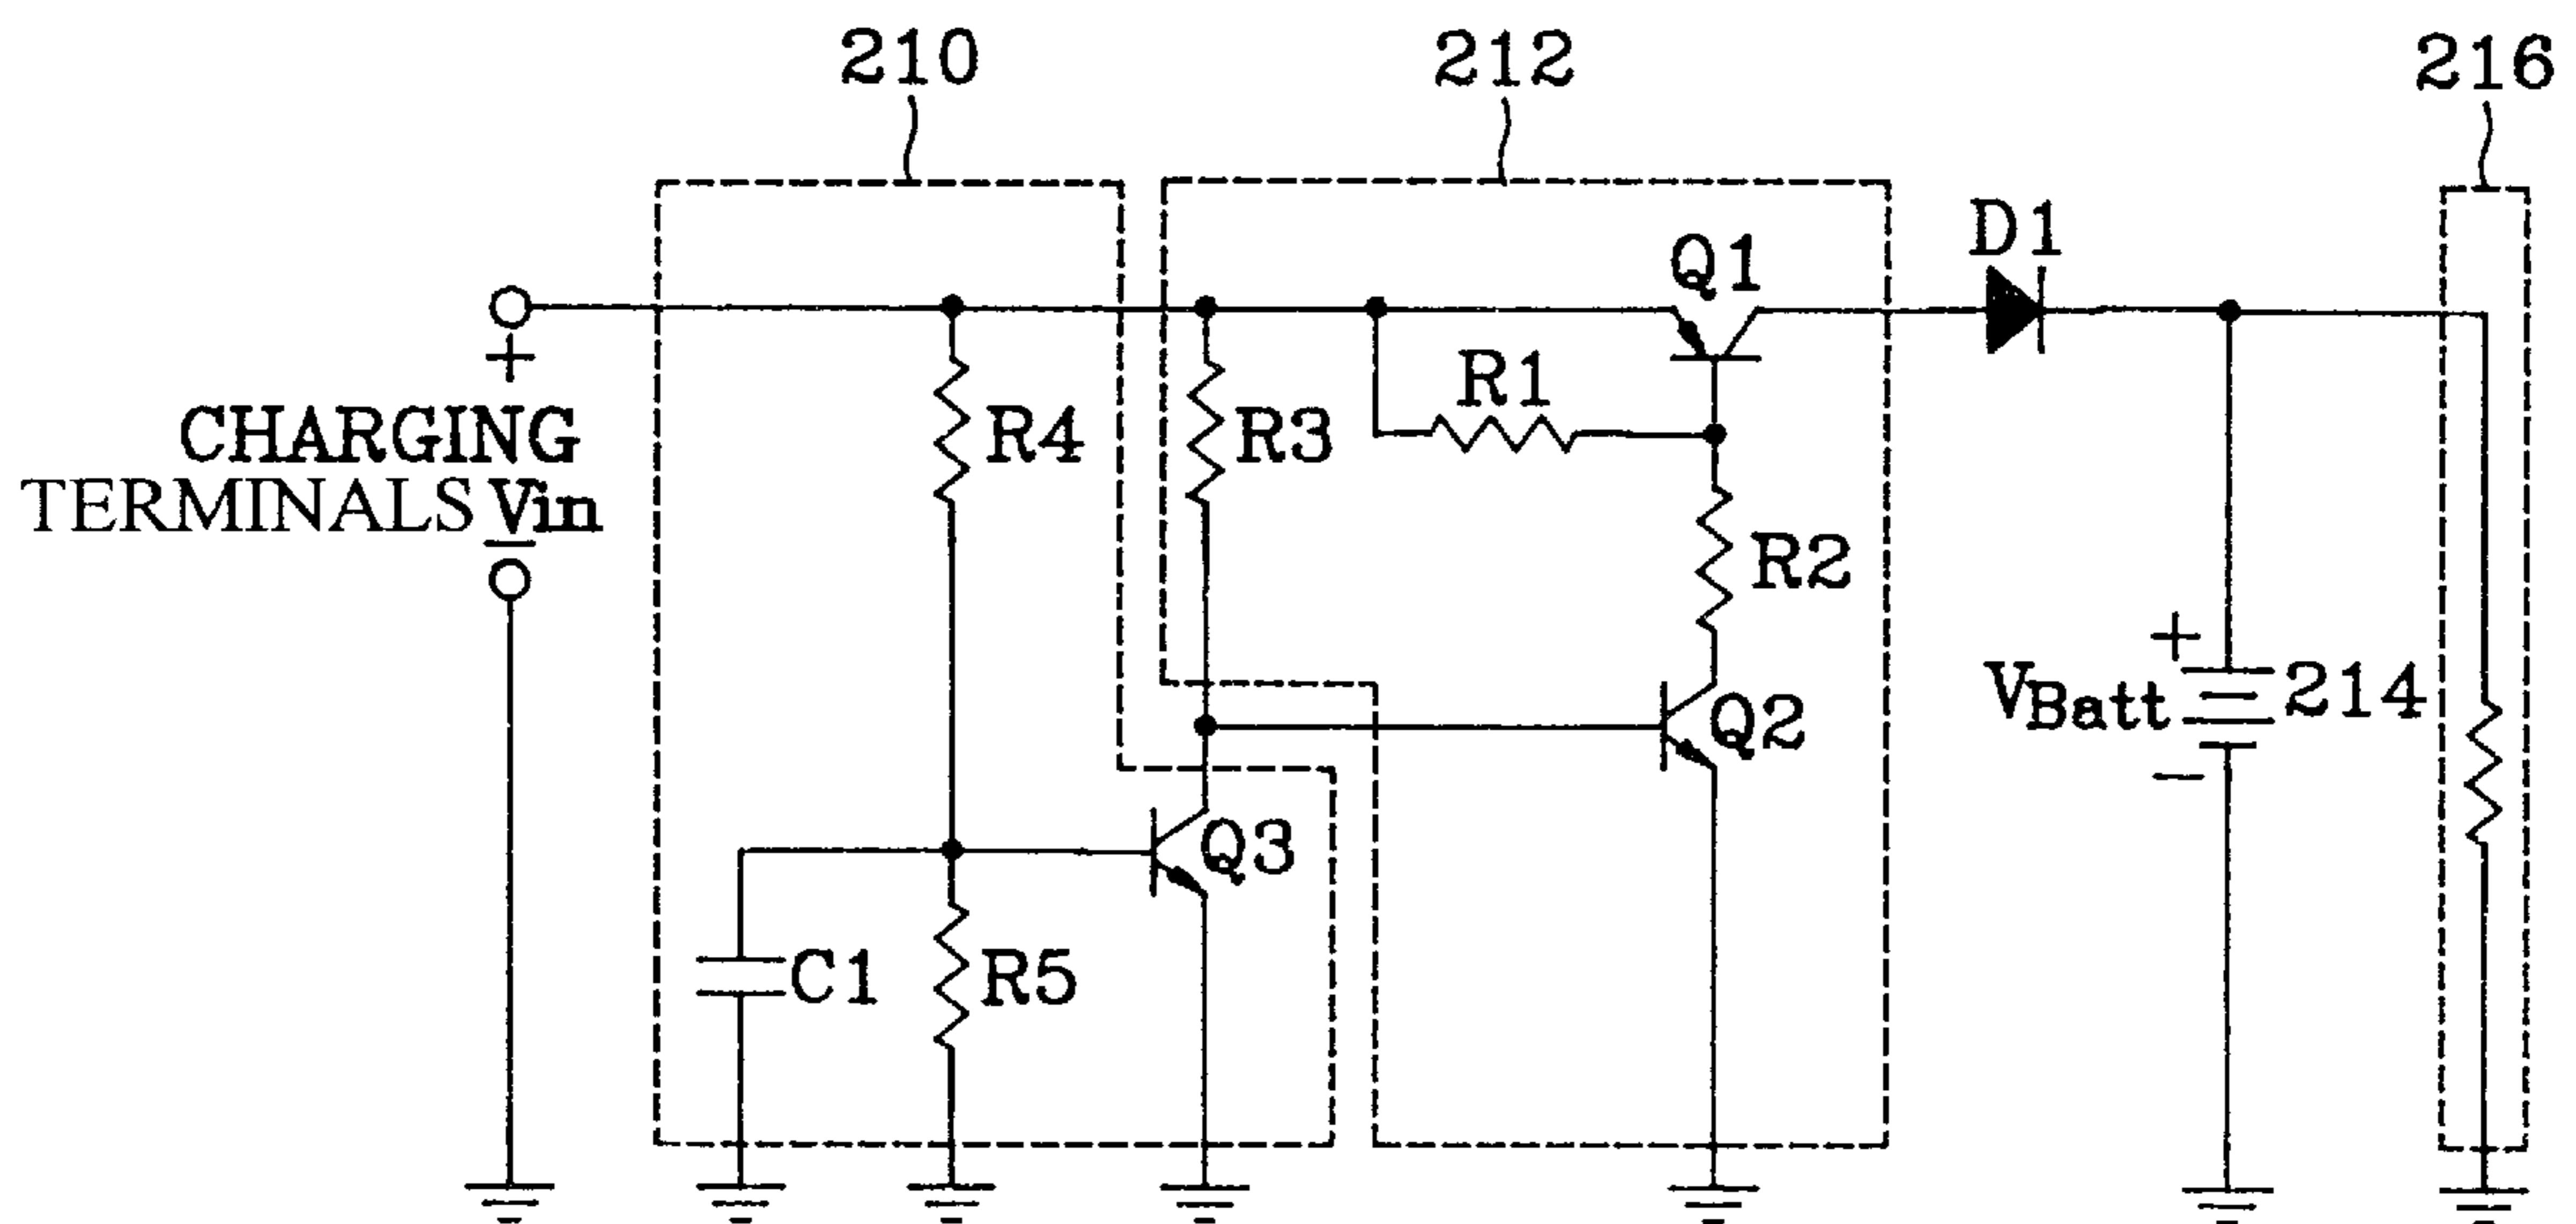 210
212
216
D1
Q1
+
R1
CHARGING
R4
R3
TERMINALS Vin
−
R2
+
VBatt
214
Q2
−
Q3
C1
R5